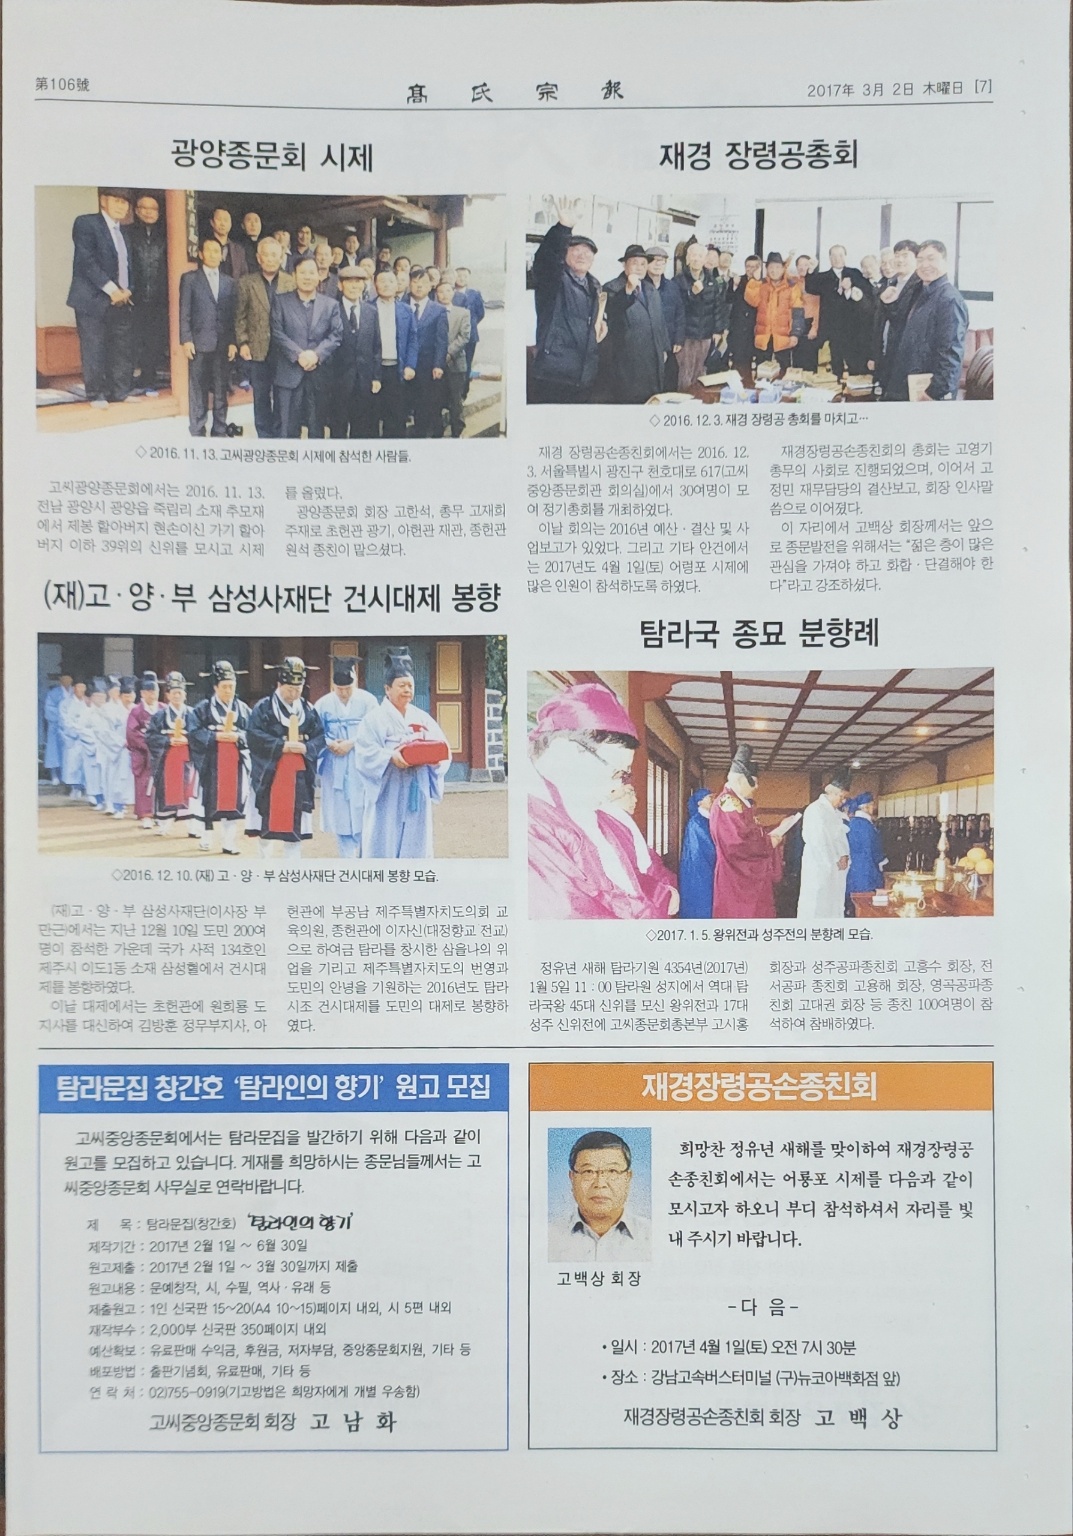 第106號
高氏宗報
2017年 3月 2日 木曜日 [7]
광양종문회 시제
◇ 2016. 11. 13. 고씨광양종문회 시제에 참석한 사람들.
고씨광양종문회에서는 2016. 11. 13.
전남 광양시 광양읍 죽림리 소재 추모재
에서 제봉 할아버지 현손이신 가기 할아
버지 이하 39위의 신위를 모시고 시제
를 올렸다.
광양종문회 회장 고한석, 총무 고재희
주재로 초헌관 광기, 아헌관 재관, 종헌관
원석 종친이 맡으셨다.
재경 장령공총회
◇ 2016. 12. 3. 재경 장령공 총회를 마치고…
재경 장령공손종친회에서는 2016. 12.
3. 서울특별시 광진구 천호대로 617(고씨
중앙종문회관 회의실)에서 30여명이 모
여 정기총회를 개최하였다.
이날 회의는 2016년 예산 · 결산 및 사
업보고가 있었다. 그리고 기타 안건에서
는 2017년도 4월 1일(토) 어령포 시제에
많은 인원이 참석하도록 하였다.
재경장령공손종친회의 총회는 고영기
총무의 사회로 진행되었으며, 이어서 고
정민 재무담당의 결산보고, 회장 인사말
씀으로 이어졌다.
이 자리에서 고백상 회장께서는 앞으
로 종문발전을 위해서는 "젊은 층이 많은
관심을 가져야 하고 화합 · 단결해야 한
다"라고 강조하셨다.
(재)고 · 양 · 부 삼성사재단 건시대제 봉향
◇2016. 12. 10. (재) 고 · 양 · 부 삼성사재단 건시대제 봉향 모습.
(재)고 · 양 · 부 삼성사재단(이사장 부
만근)에서는 지난 12월 10일 도민 200여
명이 참석한 가운데 국가 사적 134호인
제주시 이도1동 소재 삼성혈에서 건시대
제를 봉향하였다.
이날 대제에서는 초헌관에 원희룡 도
지사를 대신하여 김방훈 정무부지사, 아
헌관에 부공남 제주특별자치도의회 교
육의원, 종헌관에 이자신(대정향교 전교)
으로 하여금 탐라를 창시한 삼을나의 위
업을 기리고 제주특별자치도의 번영과
도민의 안녕을 기원하는 2016년도 탐라
시조 건시대제를 도민의 대제로 봉향하
였다.
탐라국 종묘 분향례
◇2017. 1. 5. 왕위전과 성주전의 분향례 모습.
정유년 새해 탐라기원 4354년(2017년)
1월 5일 11 : 00 탐라원 성지에서 역대 탐
라국왕 45대 신위를 모신 왕위전과 17대
성주 신위전에 고씨종문회총본부 고시홍
회장과 성주공파종친회 고흥수 회장, 전
서공파 종친회 고용해 회장, 영곡공파종
친회 고대권 회장 등 종친 100여명이 참
석하여 참배하였다.
탐라문집 창간호 '탐라인의 향기' 원고 모집
고씨중앙종문회에서는 탐라문집을 발간하기 위해 다음과 같이
원고를 모집하고 있습니다. 게재를 희망하시는 종문님들께서는 고
씨중앙종문회 사무실로 연락바랍니다.
제 목 : 탐라문집(창간호) '탐라인의 향기'
제작기간 : 2017년 2월 1일 ~ 6월 30일
원고제출 : 2017년 2월 1일 ~ 3월 30일까지 제출
원고내용 : 문예창작, 시, 수필, 역사 · 유래 등
제출원고 : 1인 신국판 15~20(A4 10~15)페이지 내외, 시 5편 내외
재작부수 : 2,000부 신국판 350페이지 내외
예산확보 : 유료판매 수익금, 후원금, 저자부담, 중앙종문회지원, 기타 등
배포방법 : 출판기념회, 유료판매, 기타 등
연 락 처 : 02)755-0919(기고방법은 희망자에게 개별 우송함)
고씨중앙종문회 회장 고 남 화
재경장령공손종친회
고백상 회장
희망찬 정유년 새해를 맞이하여 재경장령공
손종친회에서는 어룡포 시제를 다음과 같이
모시고자 하오니 부디 참석하셔서 자리를 빛
내 주시기 바랍니다.
- 다 음 -
• 일시 : 2017년 4월 1일(토) 오전 7시 30분
• 장소 : 강남고속버스터미널 (구)뉴코아백화점 앞)
재경장령공손종친회 회장 고 백 상